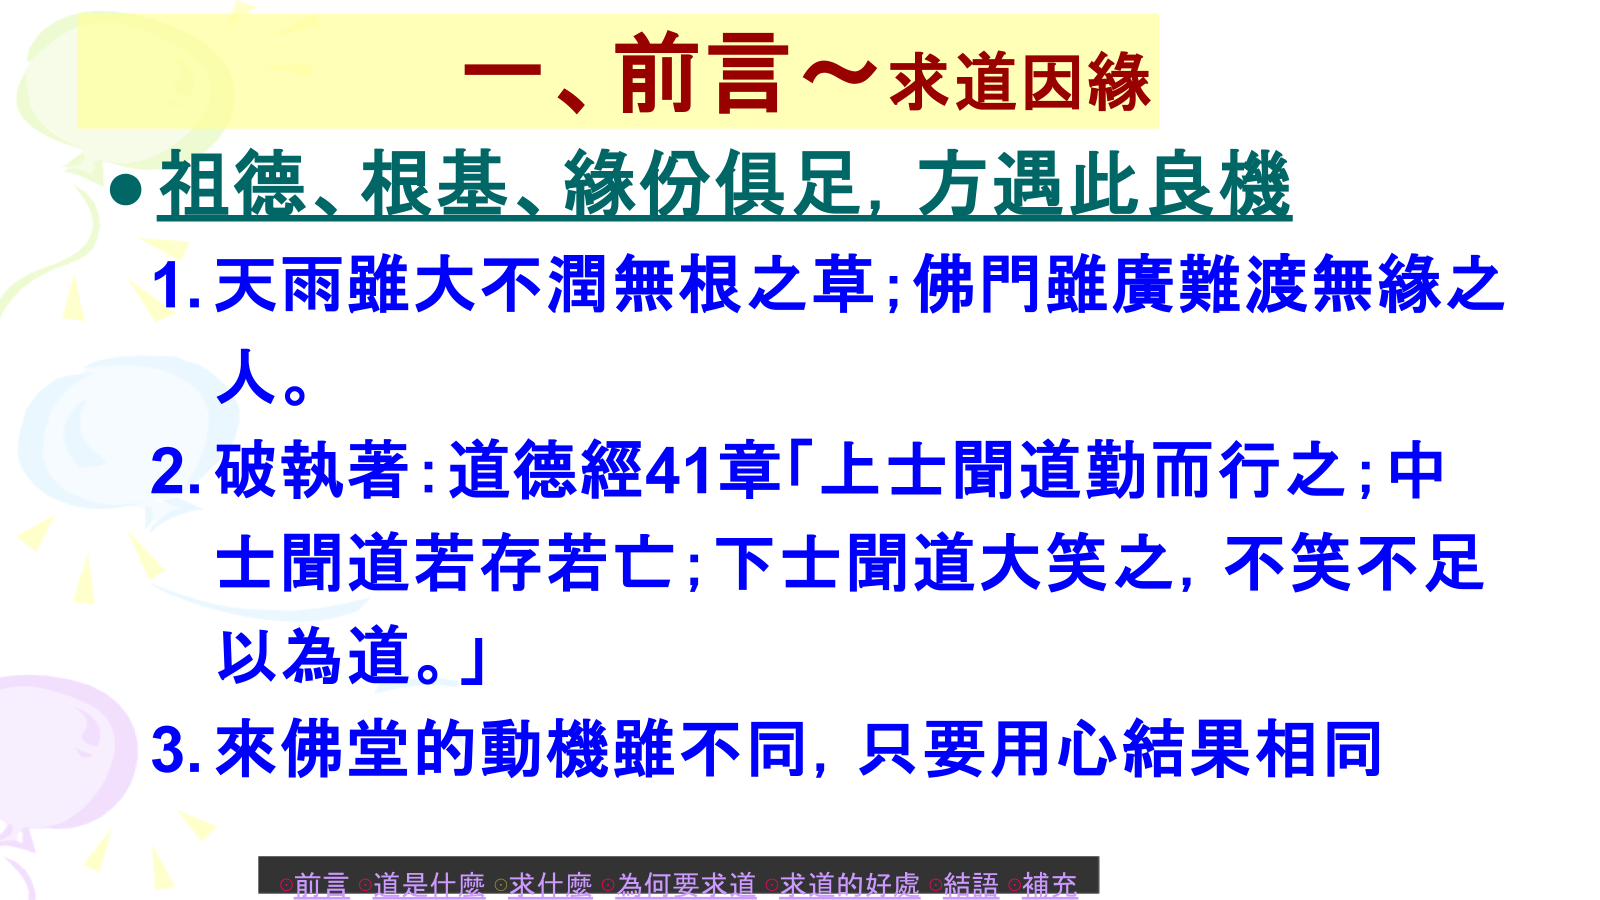 一、前言～求道因緣
●祖德、根基、緣份俱足，方遇此良機
1.天雨雖大不潤無根之草；佛門雖廣難渡無緣之
人。
2.破執著：道德經41章「上士聞道勤而行之；中
士聞道若存若亡；下士聞道大笑之，不笑不足
以為道。」
3.來佛堂的動機雖不同，只要用心結果相同
⊙前言 ⊙道是什麼 ⊙求什麼 ⊙為何要求道 ⊙求道的好處 ⊙結語 ⊙補充